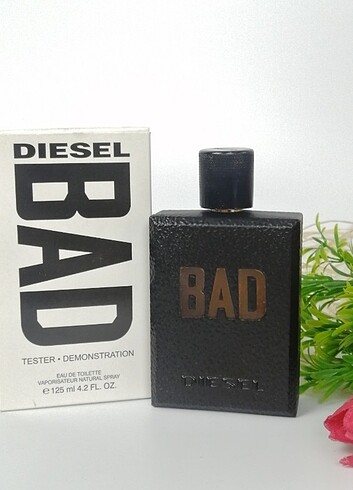 DIESEL
BAD
TESTER • DEMONSTRATION
EAU DE TOILETTE
VAPORISATEUR NATURAL SPRAY
℮ 125 ml 4.2 FL. OZ.
BAD
DIESEL